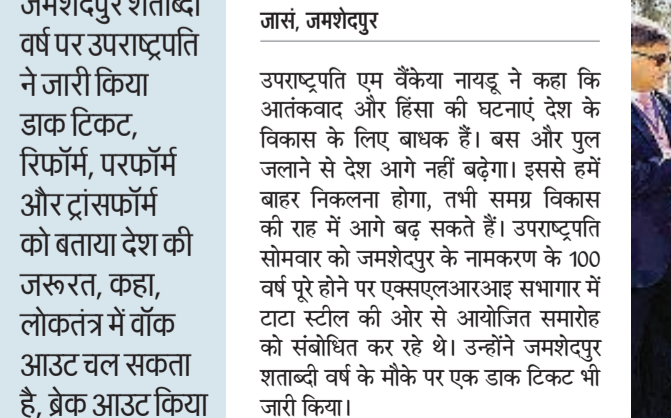 जमशेदपुर शताब्दी
वर्ष पर उपराष्ट्रपति
ने जारी किया
डाक टिकट,
रिफॉर्म, परफॉर्म
और ट्रांसफॉर्म
को बताया देश की
जरूरत, कहा,
लोकतंत्र में वॉक
आउट चल सकता
है, ब्रेक आउट किया
जासं, जमशेदपुर
उपराष्ट्रपति एम वैंकेया नायडू ने कहा कि
आतंकवाद और हिंसा की घटनाएं देश के
विकास के लिए बाधक हैं। बस और पुल
जलाने से देश आगे नहीं बढ़ेगा। इससे हमें
बाहर निकलना होगा, तभी समग्र विकास
की राह में आगे बढ़ सकते हैं। उपराष्ट्रपति
सोमवार को जमशेदपुर के नामकरण के 100
वर्ष पूरे होने पर एक्सएलआरआइ सभागार में
टाटा स्टील की ओर से आयोजित समारोह
को संबोधित कर रहे थे। उन्होंने जमशेदपुर
शताब्दी वर्ष के मौके पर एक डाक टिकट भी
जारी किया।